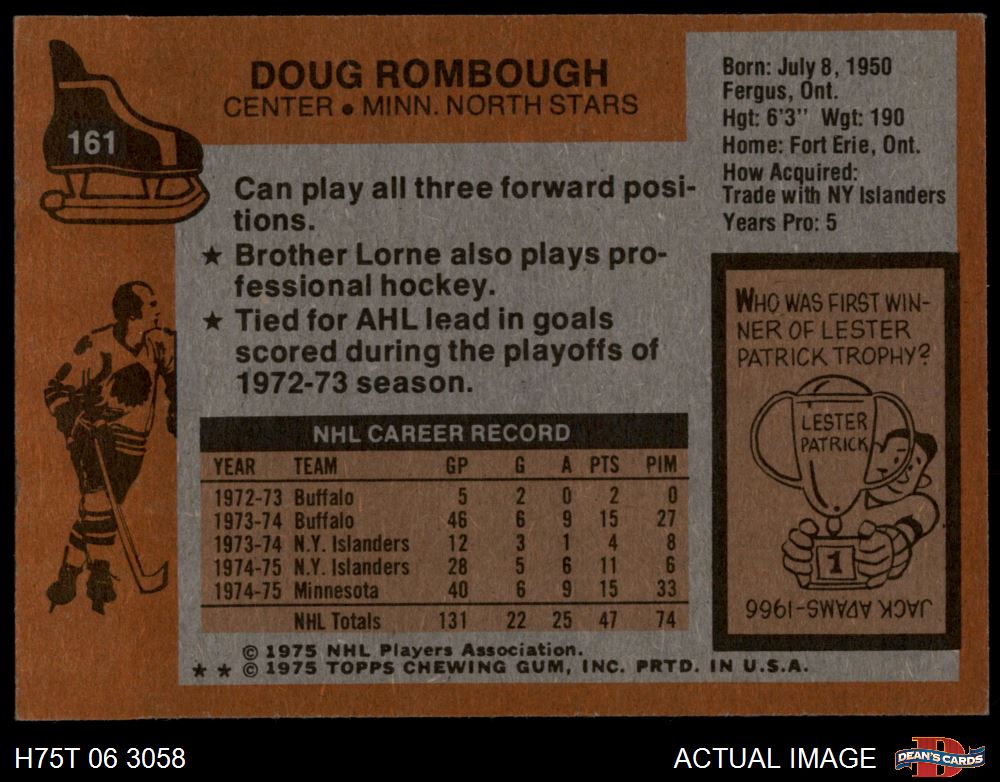 161
DOUG ROMBOUGH
CENTER • MINN. NORTH STARS
Born: July 8, 1950
Fergus, Ont.
Hgt: 6'3" Wgt: 190
Home: Fort Erie, Ont.
How Acquired:
Trade with NY Islanders
Years Pro: 5
Can play all three forward posi-
tions.
★ Brother Lorne also plays pro-
fessional hockey.
★ Tied for AHL lead in goals
scored during the playoffs of
1972-73 season.
WHO WAS FIRST WIN-
NER OF LESTER
PATRICK TROPHY?
LESTER
PATRICK
1
JACK ADAMS-1966
NHL CAREER RECORD
YEAR TEAM GP G A PTS PIM
1972-73 Buffalo 5 2 0 2 0
1973-74 Buffalo 46 6 9 15 27
1973-74 N.Y. Islanders 12 3 1 4 8
1974-75 N.Y. Islanders 28 5 6 11 6
1974-75 Minnesota 40 6 9 15 33
NHL Totals 131 22 25 47 74
© 1975 NHL Players Association.
★ ★ © 1975 TOPPS CHEWING GUM, INC. PRTD. IN U.S.A.
H75T 06 3058
ACTUAL IMAGE
D
DEAN'S CARDS